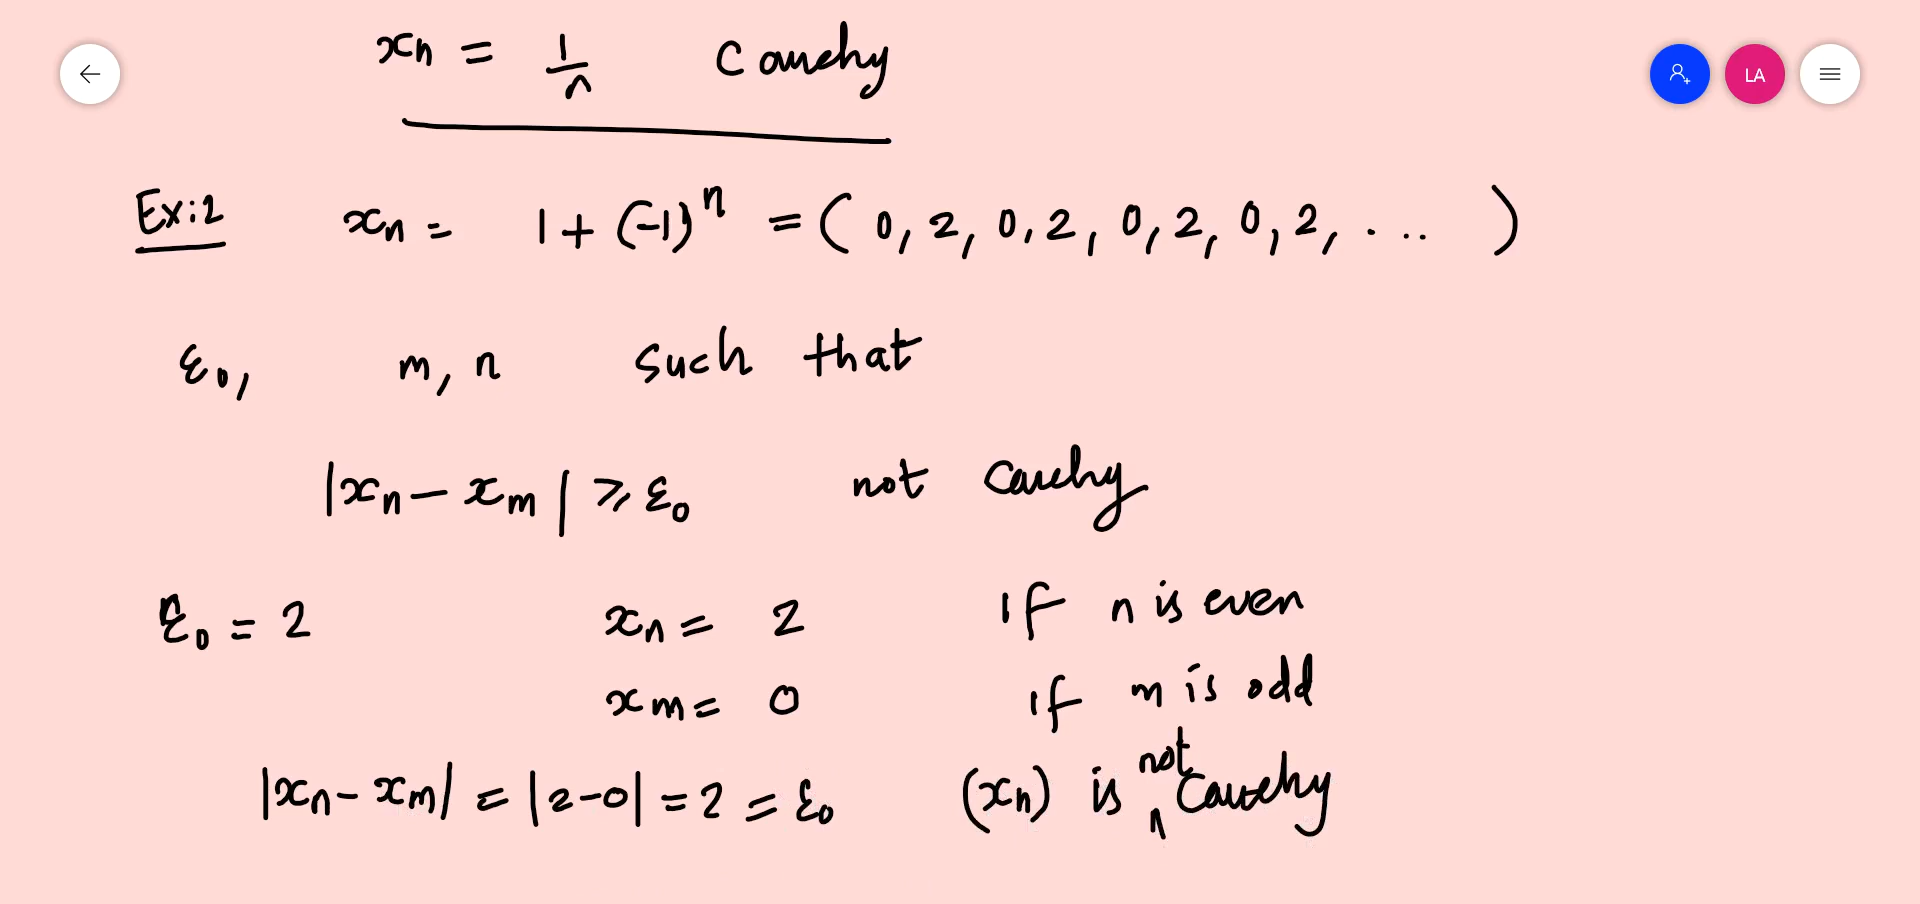 xn = 1/n Cauchy
LA
Ex:2 xn = 1+(-1)^n = (0, 2, 0, 2, 0, 2, 0, 2, ... )
ε0, m, n such that
|xn - xm| ⩾ ε0 not Cauchy
ε0 = 2 xn = 2 if n is even
xm = 0 if m is odd
|xn - xm| = |2-0| = 2 = ε0 (xn) is not Cauchy